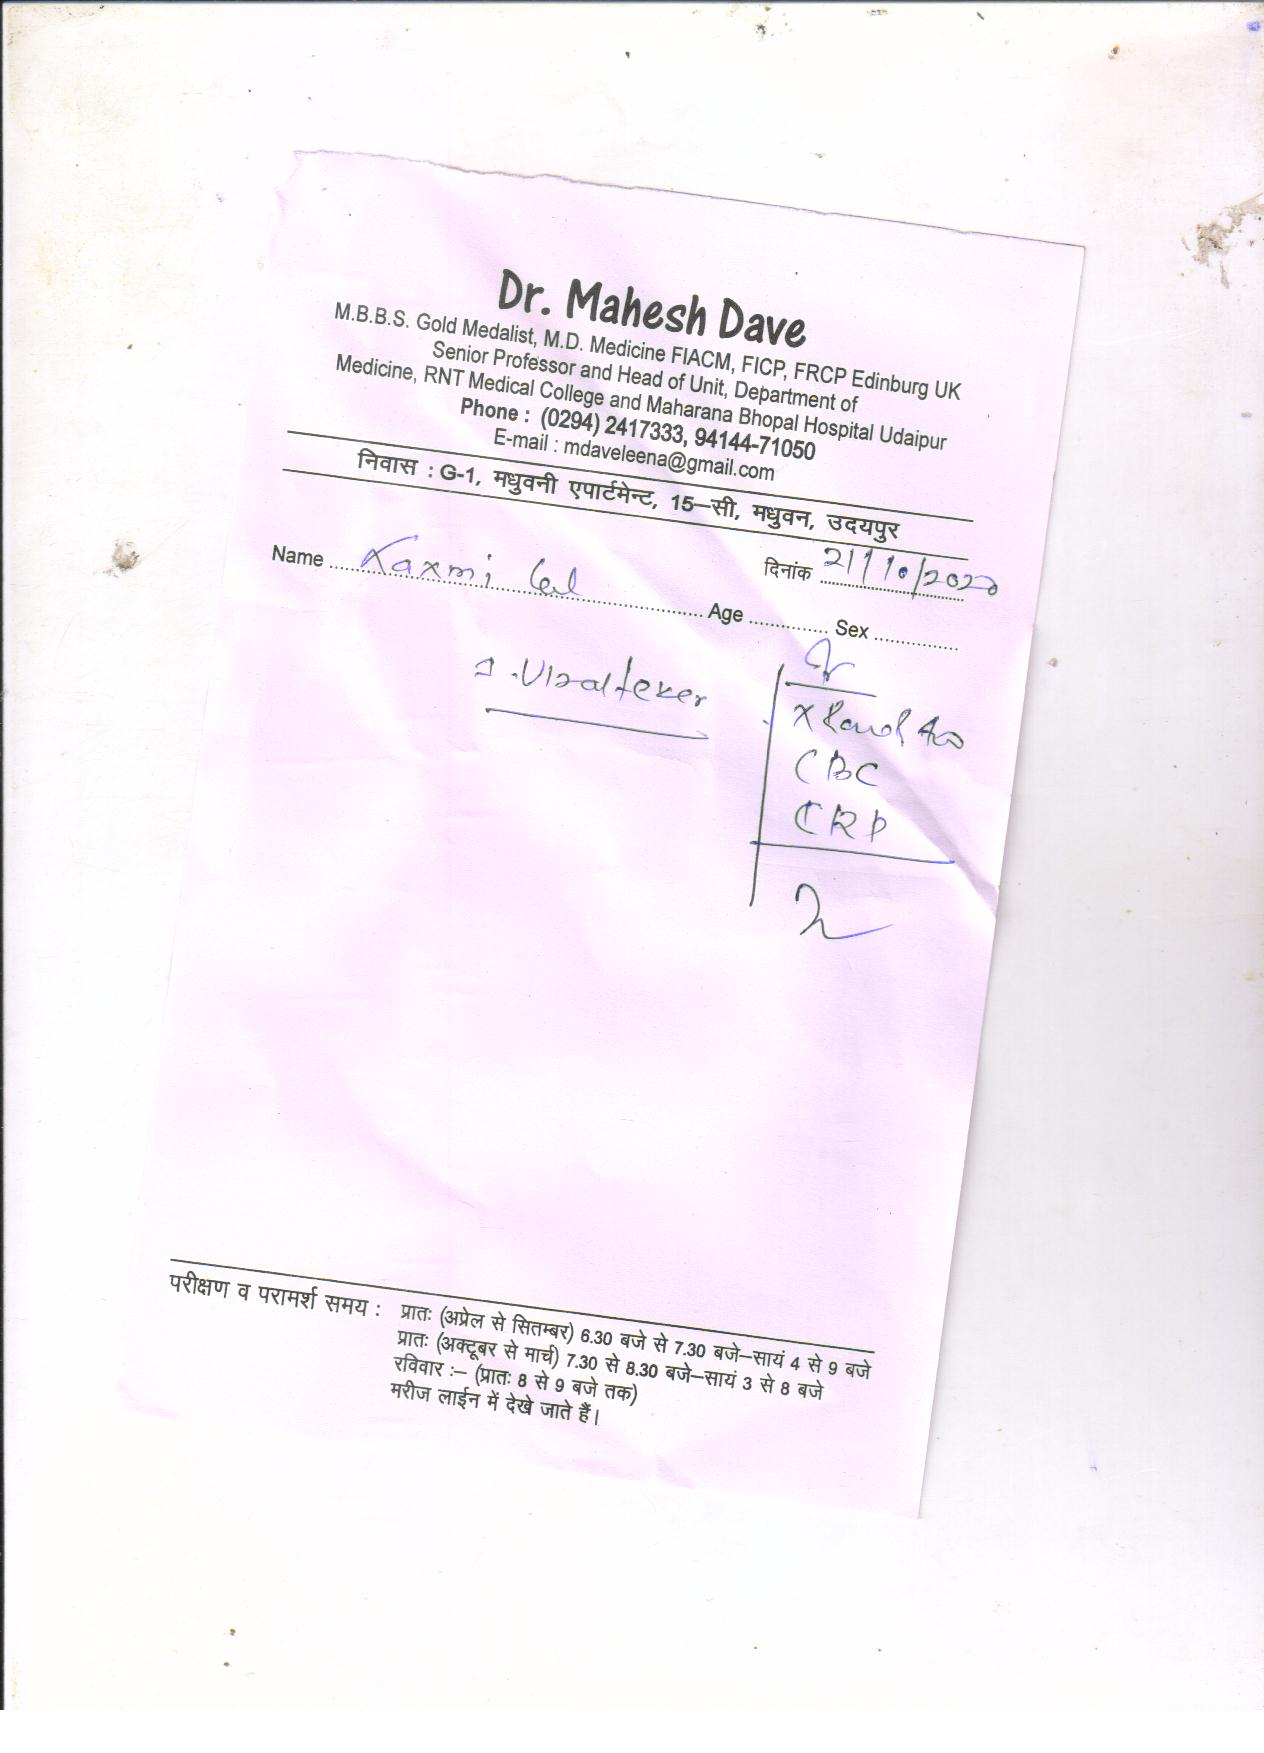 Dr. Mahesh Dave
M.B.B.S. Gold Medalist, M.D. Medicine FIACM, FICP, FRCP Edinburg UK
Senior Professor and Head of Unit, Department of
Medicine, RNT Medical College and Maharana Bhopal Hospital Udaipur
Phone : (0294) 2417333, 94144-71050
E-mail : mdaveleena@gmail.com
निवास : G-1, मधुवनी एपार्टमेन्ट, 15–सी, मधुवन, उदयपुर
दिनांक 21/10/2020
Name Laxmi Lal Age Sex
CBC
CRP
परीक्षण व परामर्श समय : प्रातः (अप्रेल से सितम्बर) 6.30 बजे से 7.30 बजे–सायं 4 से 9 बजे
प्रातः (अक्टूबर से मार्च) 7.30 से 8.30 बजे–सायं 3 से 8 बजे
रविवार :– (प्रातः 8 से 9 बजे तक)
मरीज लाईन में देखे जाते हैं।